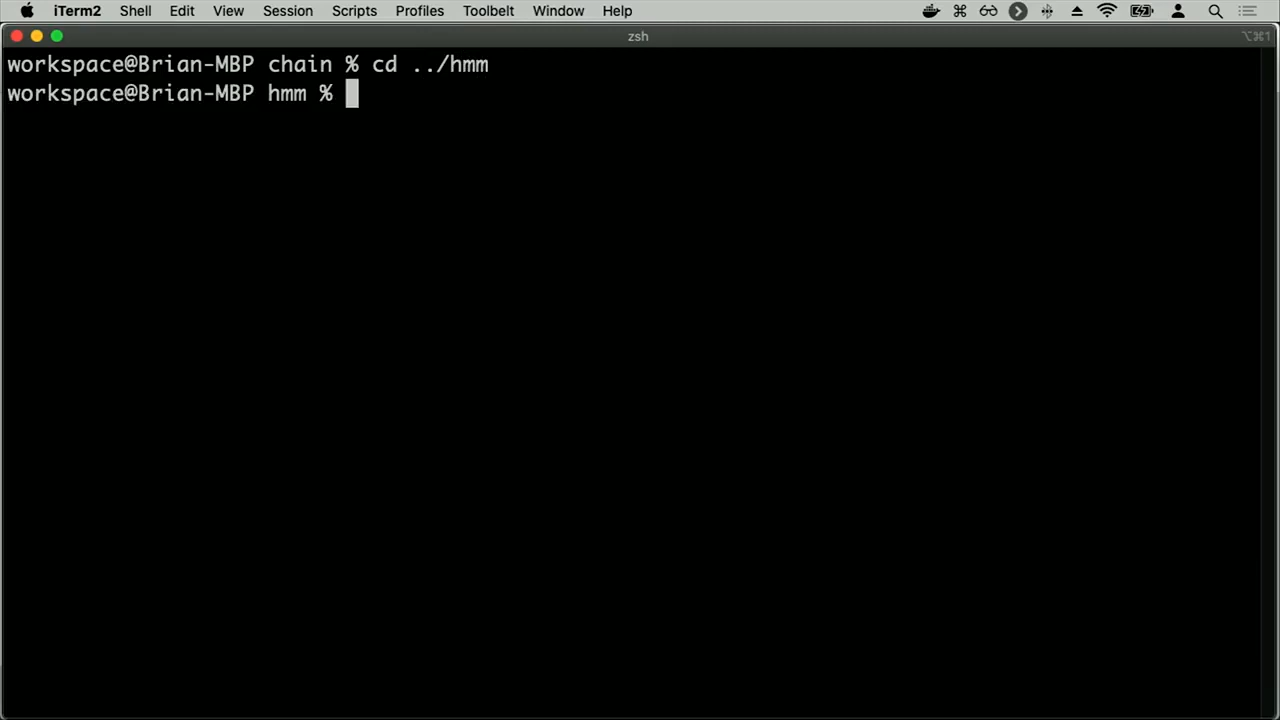 iTerm2 Shell Edit View Session Scripts Profiles Toolbelt Window Help
zsh ⌥⌘1
workspace@Brian-MBP chain % cd ../hmm
workspace@Brian-MBP hmm %